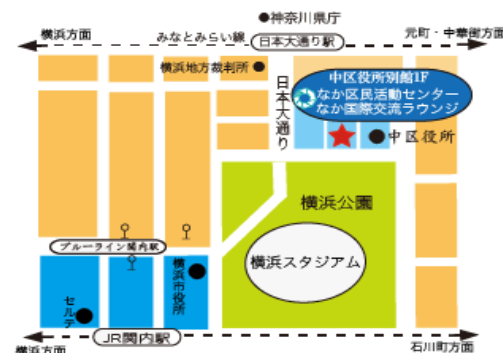 神奈川県庁
横浜方面
みなとみらい線
日本大通り駅
元町・中華街方面
横浜地方裁判所
日本大通り
中区役所別館1F
なか区民活動センター
なか国際交流ラウンジ
中区役所
横浜公園
横浜スタジアム
ブルーライン関内駅
横浜市役所
セルテ
JR関内駅
横浜方面
石川町方面